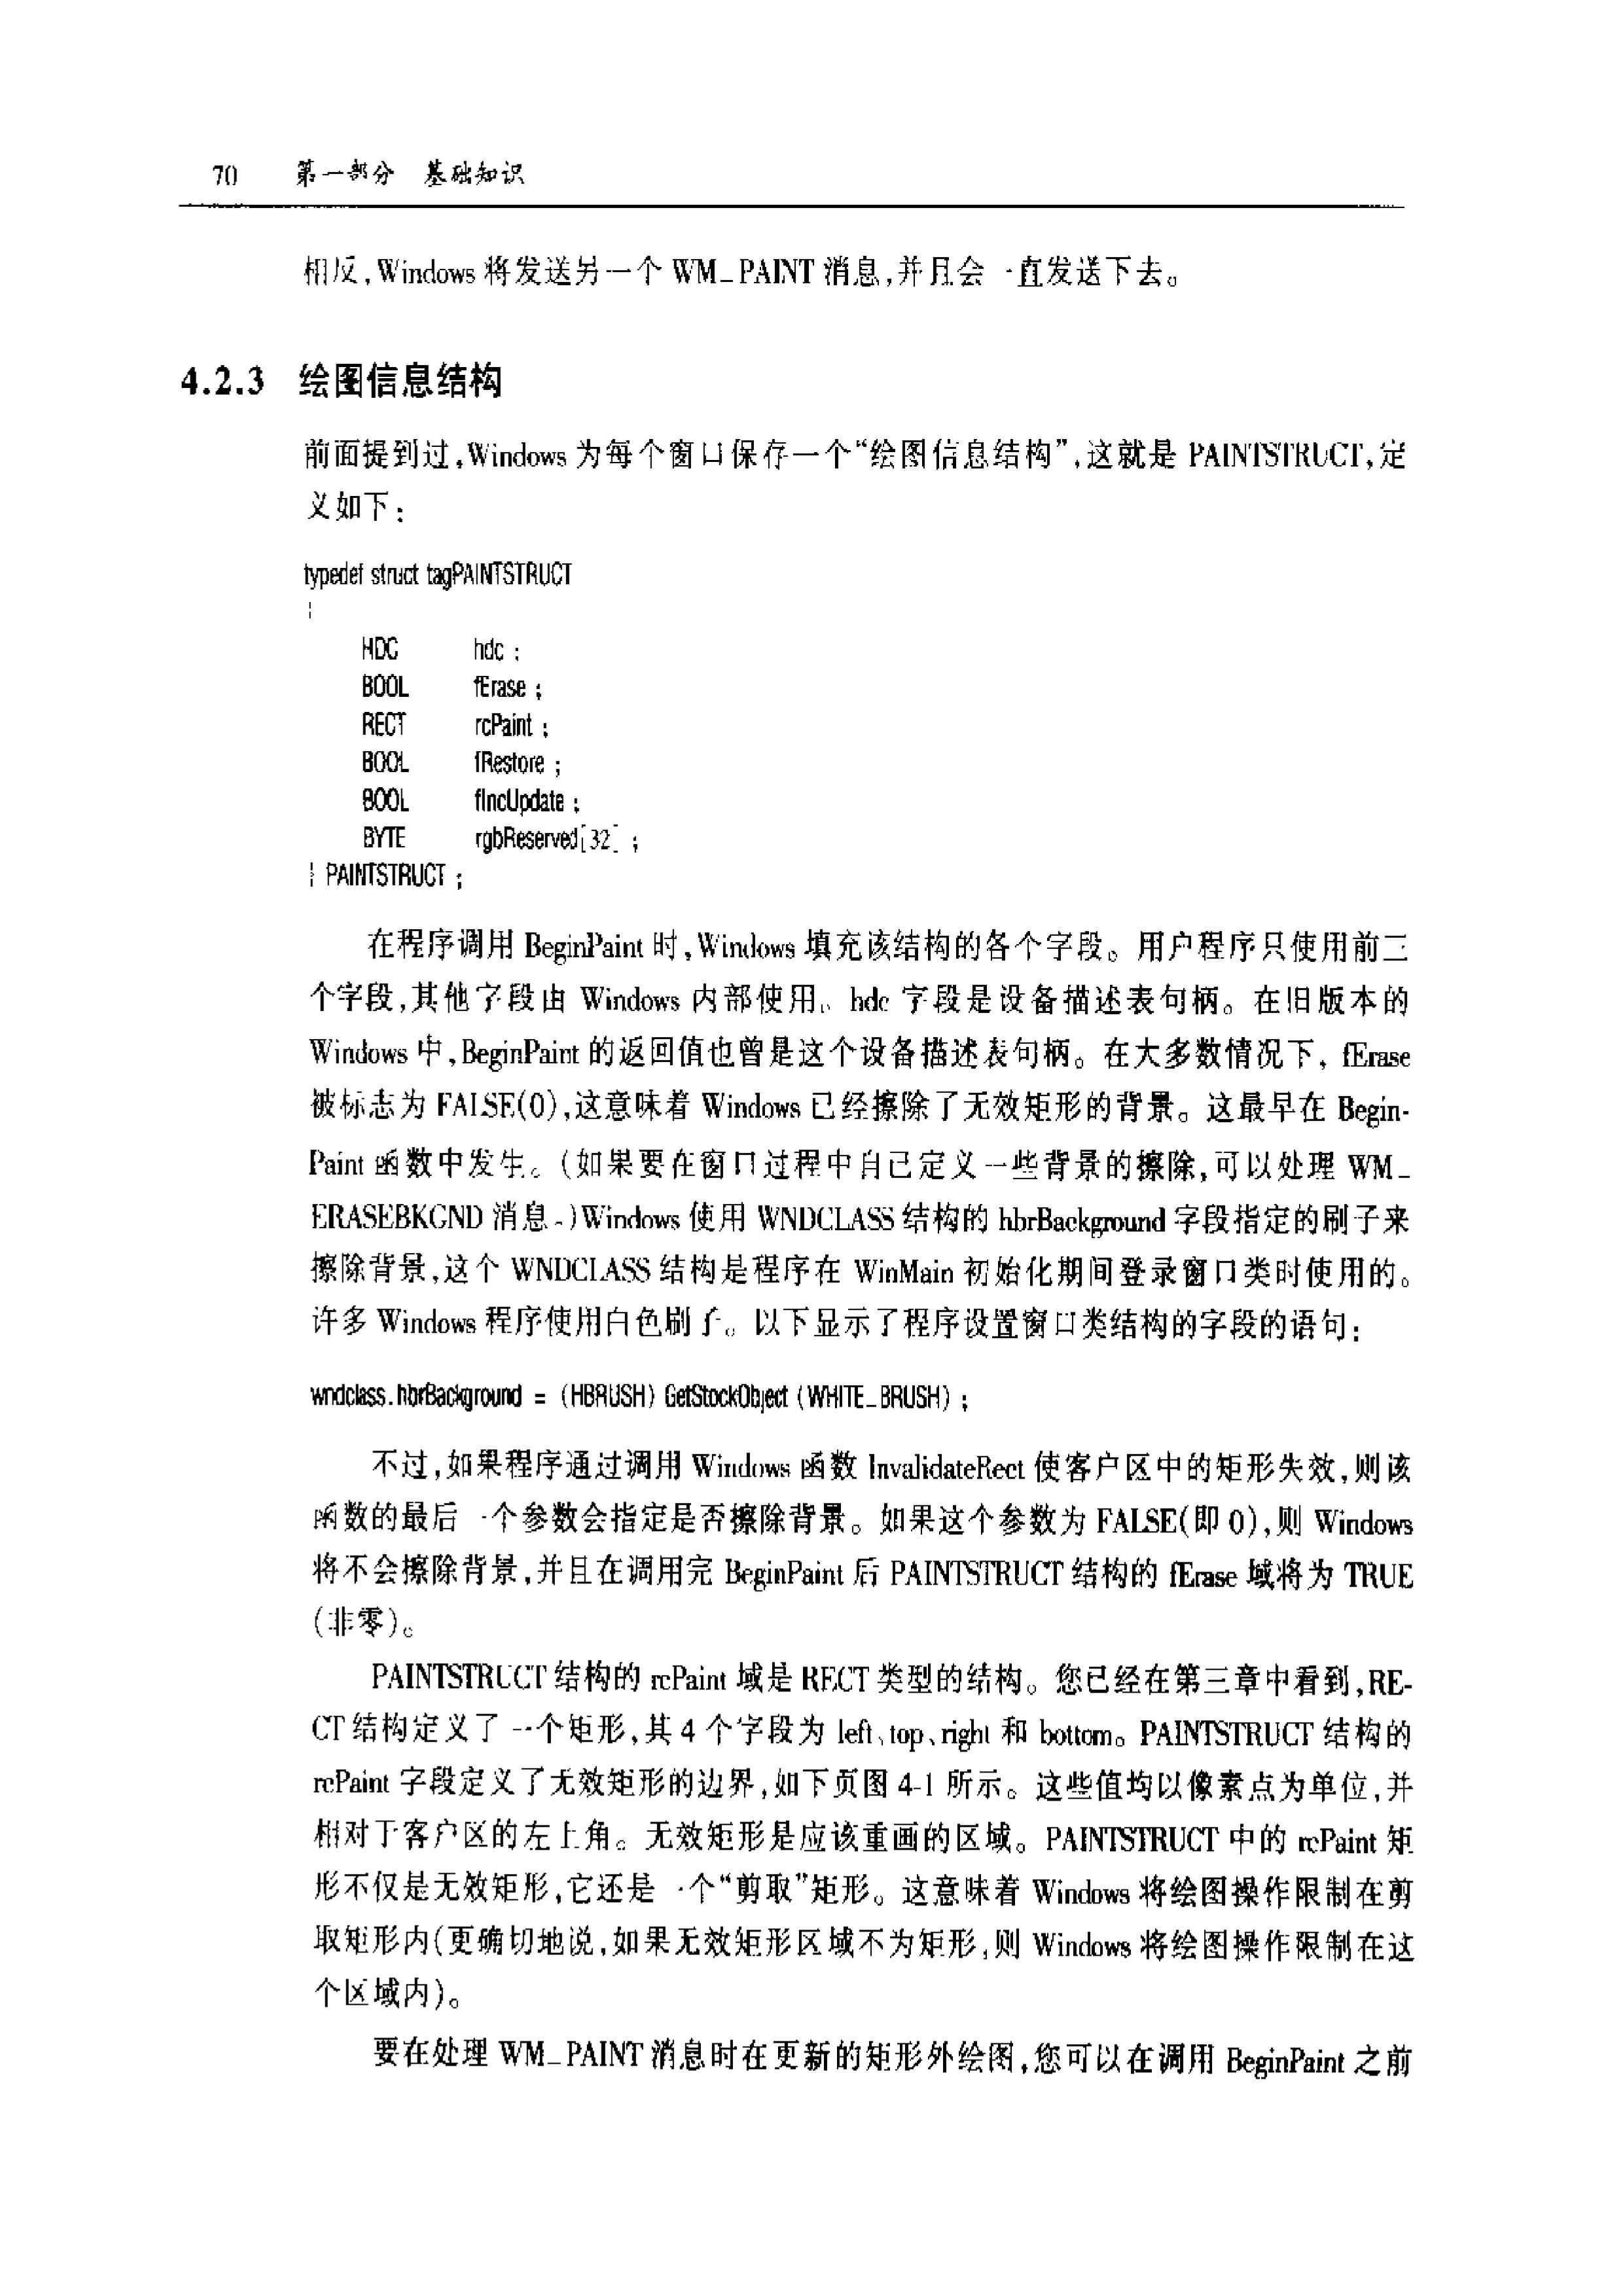 70 第一部分 基础知识
相反,Windows 将发送另一个 WM_PAINT 消息,并且会一直发送下去。
4.2.3 绘图信息结构
前面提到过,Windows 为每个窗口保存一个“绘图信息结构”,这就是 PAINTSTRUCT,定
义如下:
typedef struct tagPAINTSTRUCT
{
HDC hdc ;
BOOL fErase ;
RECT rcPaint ;
BOOL fRestore ;
BOOL fIncUpdate ;
BYTE rgbReserved[32] ;
} PAINTSTRUCT ;
在程序调用 BeginPaint 时,Windows 填充该结构的各个字段。用户程序只使用前三
个字段,其他字段由 Windows 内部使用。hdc 字段是设备描述表句柄。在旧版本的
Windows 中,BeginPaint 的返回值也曾是这个设备描述表句柄。在大多数情况下, fErase
被标志为 FALSE(0),这意味着 Windows 已经擦除了无效矩形的背景。这最早在 Begin-
Paint 函数中发生。(如果要在窗口过程中自己定义一些背景的擦除,可以处理 WM_
ERASEBKGND 消息。)Windows 使用 WNDCLASS 结构的 hbrBackground 字段指定的刷子来
擦除背景,这个 WNDCLASS 结构是程序在 WinMain 初始化期间登录窗口类时使用的。
许多 Windows 程序使用白色刷子。以下显示了程序设置窗口类结构的字段的语句:
wndclass.hbrBackground = (HBRUSH) GetStockObject (WHITE_BRUSH) ;
不过,如果程序通过调用 Windows 函数 InvalidateRect 使客户区中的矩形失效,则该
函数的最后一个参数会指定是否擦除背景。如果这个参数为 FALSE(即 0),则 Windows
将不会擦除背景,并且在调用完 BeginPaint 后 PAINTSTRUCT 结构的 fErase 域将为 TRUE
(非零)。
PAINTSTRUCT 结构的 rcPaint 域是 RECT 类型的结构。您已经在第三章中看到,RE-
CT 结构定义了一个矩形,其 4 个字段为 left、top、right 和 bottom。PAINTSTRUCT 结构的
rcPaint 字段定义了无效矩形的边界,如下页图 4-1 所示。这些值均以像素点为单位,并
相对于客户区的左上角。无效矩形是应该重画的区域。PAINTSTRUCT 中的 rcPaint 矩
形不仅是无效矩形,它还是一个“剪取”矩形。这意味着 Windows 将绘图操作限制在剪
取矩形内(更确切地说,如果无效矩形区域不为矩形,则 Windows 将绘图操作限制在这
个区域内)。
要在处理 WM_PAINT 消息时在更新的矩形外绘图,您可以在调用 BeginPaint 之前